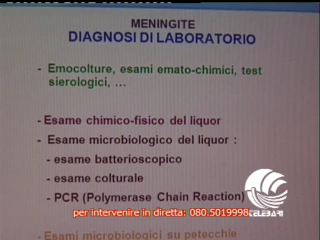 MENINGITE
DIAGNOSI DI LABORATORIO
- Emocolture, esami emato-chimici, test
sierologici, ...
- Esame chimico-fisico del liquor
- Esame microbiologico del liquor :
- esame batterioscopico
- esame colturale
- PCR (Polymerase Chain Reaction)
per intervenire in diretta: 080.5019998
TELEBARI
- Esami microbiologici su petecchie